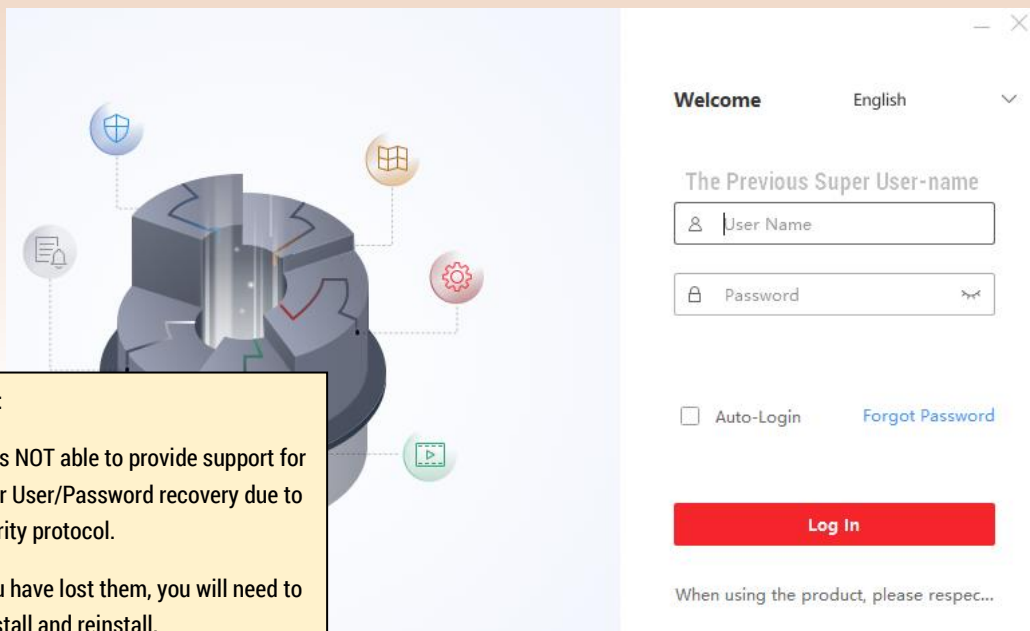 Welcome
English
The Previous Super User-name
User Name
Password
Auto-Login
Forgot Password
Log In
When using the product, please respec...
s NOT able to provide support for
r User/Password recovery due to
rity protocol.
u have lost them, you will need to
stall and reinstall.